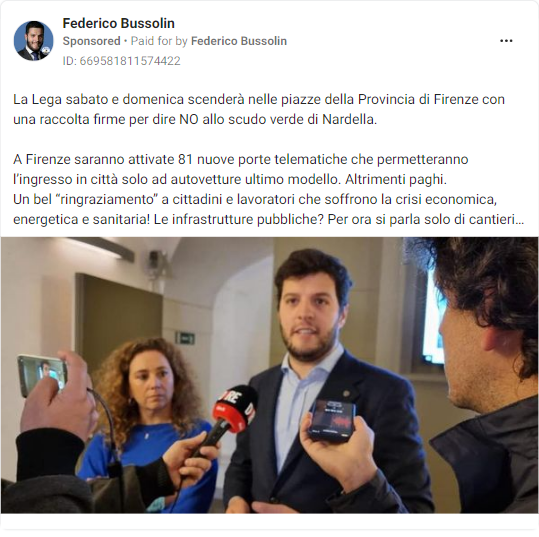 Federico Bussolin
Sponsored • Paid for by Federico Bussolin
ID: 669581811574422
La Lega sabato e domenica scenderà nelle piazze della Provincia di Firenze con
una raccolta firme per dire NO allo scudo verde di Nardella.
A Firenze saranno attivate 81 nuove porte telematiche che permetteranno
l’ingresso in città solo ad autovetture ultimo modello. Altrimenti paghi.
Un bel “ringraziamento” a cittadini e lavoratori che soffrono la crisi economica,
energetica e sanitaria! Le infrastrutture pubbliche? Per ora si parla solo di cantieri…